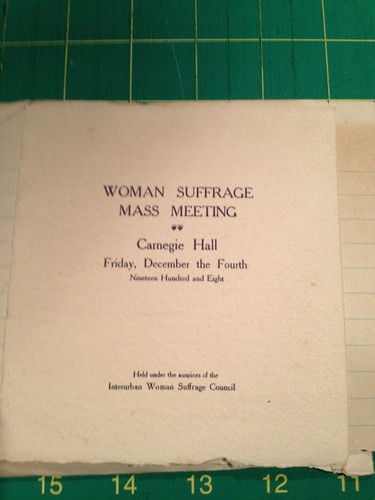 WOMAN SUFFRAGE
MASS MEETING
Carnegie Hall
Friday, December the Fourth
Nineteen Hundred and Eight
Held under the auspices of the
Interurban Woman Suffrage Council
15 14 13 12 11